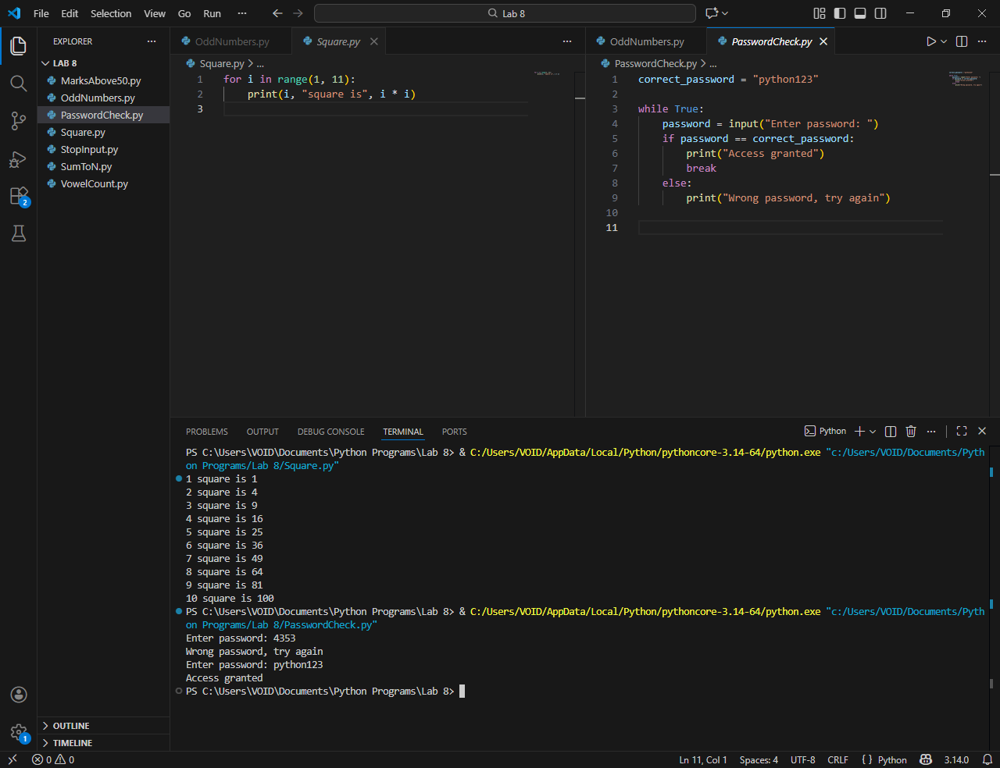 File Edit Selection View Go Run ··· Lab 8
EXPLORER ···
LAB 8
MarksAbove50.py
OddNumbers.py
PasswordCheck.py
Square.py
StopInput.py
SumToN.py
VowelCount.py
OUTLINE
TIMELINE
2
1
OddNumbers.py Square.py ···
Square.py > ...
1 for i in range(1, 11):
2     print(i, "square is", i * i)
3
OddNumbers.py PasswordCheck.py ···
PasswordCheck.py > ...
1 correct_password = "python123"
2
3 while True:
4     password = input("Enter password: ")
5     if password == correct_password:
6         print("Access granted")
7         break
8     else:
9         print("Wrong password, try again")
10
11
PROBLEMS OUTPUT DEBUG CONSOLE TERMINAL PORTS Python ···
PS C:\Users\VOID\Documents\Python Programs\Lab 8> & C:/Users/VOID/AppData/Local/Python/pythoncore-3.14-64/python.exe "c:/Users/VOID/Documents/Pyth
on Programs/Lab 8/Square.py"
1 square is 1
2 square is 4
3 square is 9
4 square is 16
5 square is 25
6 square is 36
7 square is 49
8 square is 64
9 square is 81
10 square is 100
PS C:\Users\VOID\Documents\Python Programs\Lab 8> & C:/Users/VOID/AppData/Local/Python/pythoncore-3.14-64/python.exe "c:/Users/VOID/Documents/Pyth
on Programs/Lab 8/PasswordCheck.py"
Enter password: 4353
Wrong password, try again
Enter password: python123
Access granted
PS C:\Users\VOID\Documents\Python Programs\Lab 8>
0 0 Ln 11, Col 1 Spaces: 4 UTF-8 CRLF {} Python 3.14.0